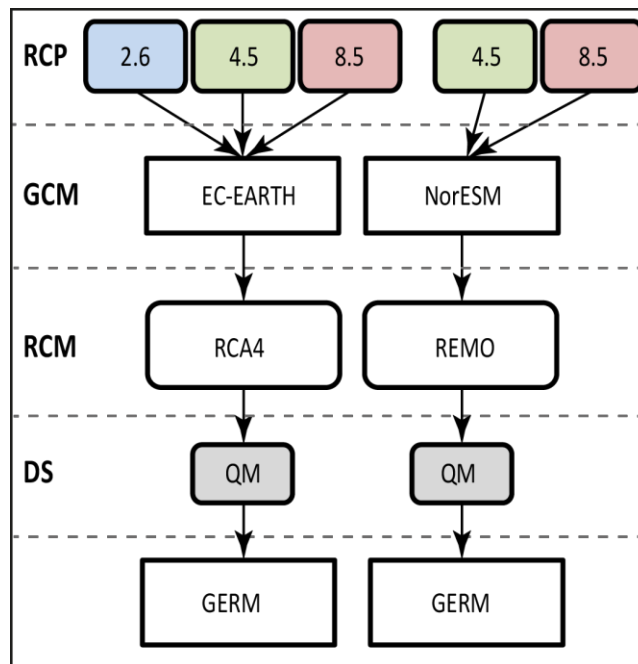 RCP 2.6 4.5 8.5 4.5 8.5
GCM EC-EARTH NorESM
RCM RCA4 REMO
DS QM QM
GERM GERM